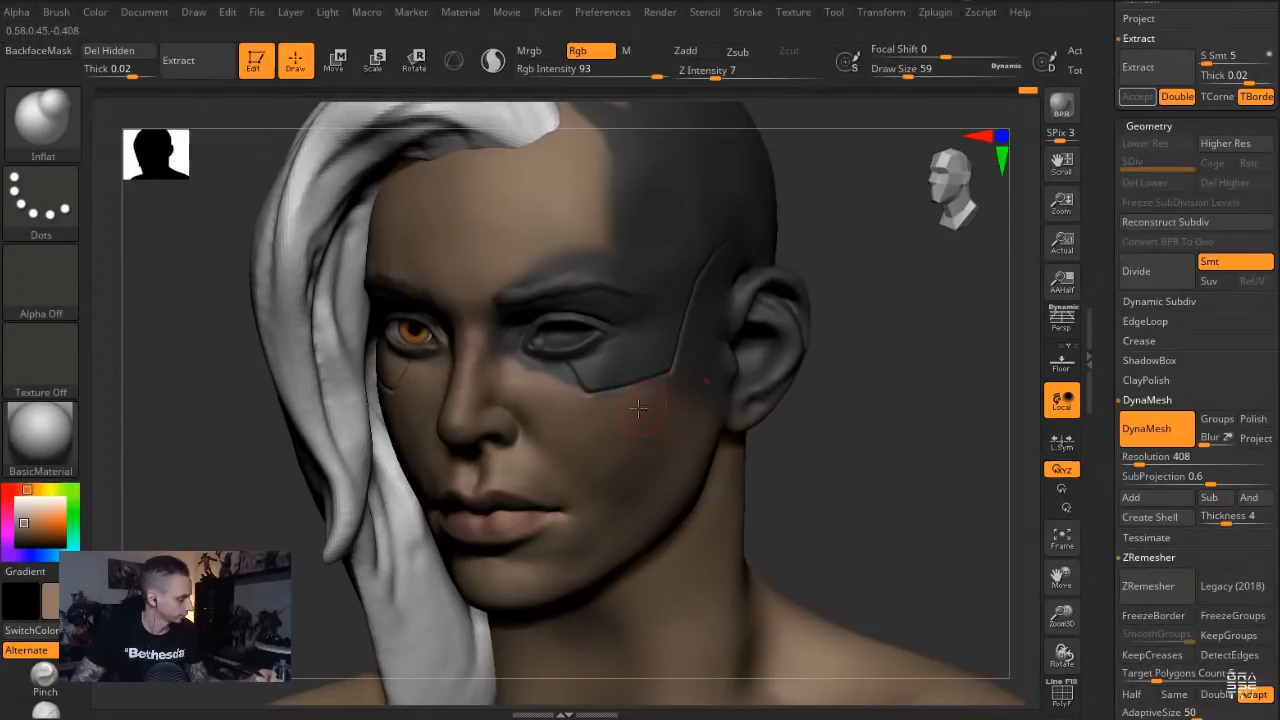 Alpha Brush Color Document Draw Edit File Layer Light Macro Marker Material Movie Picker Preferences Render Stencil Stroke Texture Tool Transform Zplugin Zscript Help
0.58,0.45,-0.408
BackfaceMask
Del Hidden
Thick 0.02
Extract
Edit
Draw
Move
Scale
Rotate
Mrgb
Rgb
M
Rgb Intensity 93
Zadd
Zsub
Zcut
Z Intensity 7
S
Focal Shift 0
Draw Size 59
Dynamic
D
Act
Tot
Inflat
Dots
Alpha Off
Texture Off
BasicMaterial
Gradient
SwitchColor
Alternate
Pinch
"Bethesda
BPR
SPix 3
Scroll
Zoom
Actual
AAHalf
Dynamic
Persp
Floor
Local
L.Sym
XYZ
Frame
Move
Zoom3D
Rotate
Line Fill
PolyF
Project
Extract
Extract
S Smt 5
Thick 0.02
Accept
Double
TCorne
TBorde
Geometry
Lower Res
Higher Res
SDiv
Cage
Rstr
Del Lower
Del Higher
Freeze SubDivision Levels
Reconstruct Subdiv
Convert BPR To Geo
Divide
Smt
Suv
ReUV
Dynamic Subdiv
EdgeLoop
Crease
ShadowBox
ClayPolish
DynaMesh
DynaMesh
Groups
Polish
Blur 2
Project
Resolution 408
SubProjection 0.6
Add
Sub
And
Create Shell
Thickness 4
Tessimate
ZRemesher
ZRemesher
Legacy (2018)
FreezeBorder
FreezeGroups
SmoothGroups
KeepGroups
KeepCreases
DetectEdges
Target Polygons Count 5
Half
Same
Double
Adapt
AdaptiveSize 50